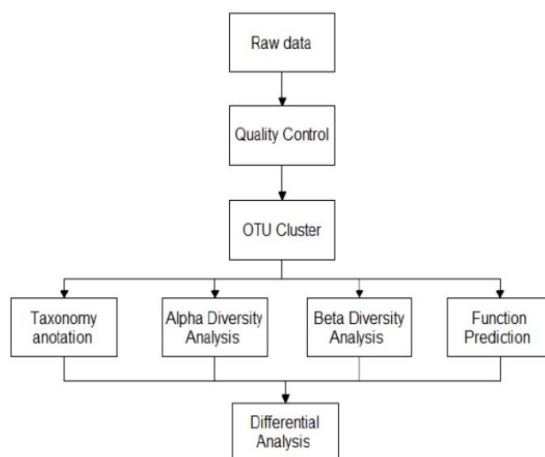 Raw data
Quality Control
OTU Cluster
Taxonomy
anotation
Alpha Diversity
Analysis
Beta Diversity
Analysis
Function
Prediction
Differential
Analysis